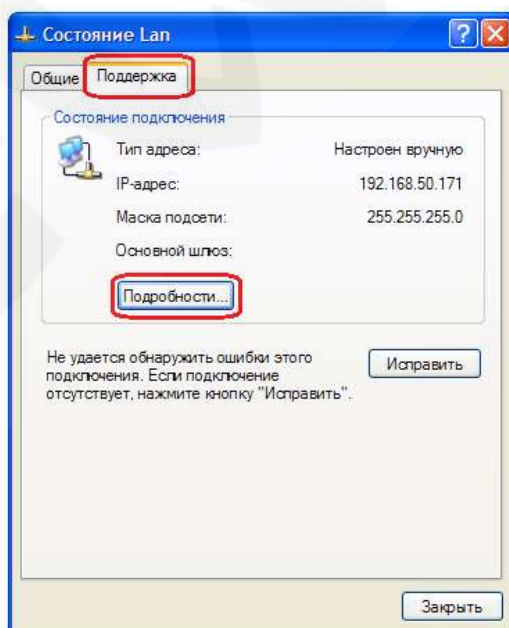 Состояние Lan
Общие Поддержка
Состояние подключения
Тип адреса: Настроен вручную
IP-адрес: 192.168.50.171
Маска подсети: 255.255.255.0
Основной шлюз:
Подробности...
Не удается обнаружить ошибки этого
подключения. Если подключение
отсутствует, нажмите кнопку "Исправить".
Исправить
Закрыть